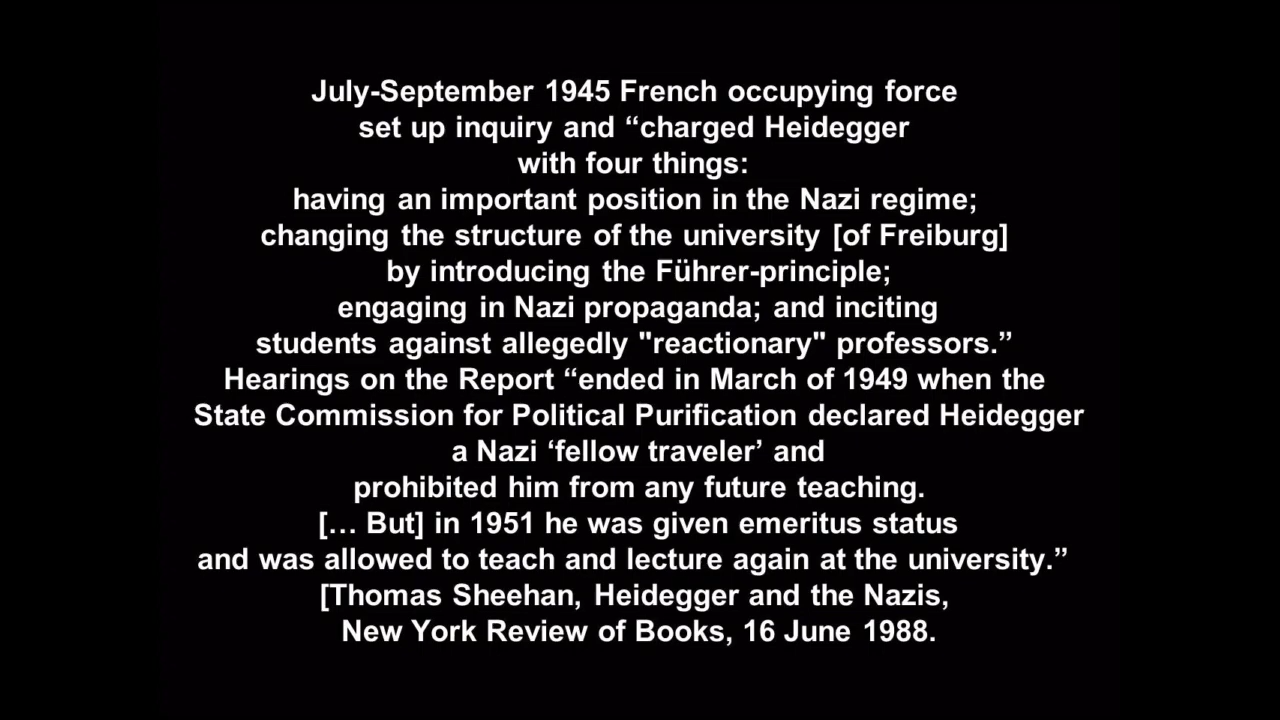 July-September 1945 French occupying force
set up inquiry and “charged Heidegger
with four things:
having an important position in the Nazi regime;
changing the structure of the university [of Freiburg]
by introducing the Führer-principle;
engaging in Nazi propaganda; and inciting
students against allegedly "reactionary" professors.”
Hearings on the Report “ended in March of 1949 when the
State Commission for Political Purification declared Heidegger
a Nazi ‘fellow traveler’ and
prohibited him from any future teaching.
[… But] in 1951 he was given emeritus status
and was allowed to teach and lecture again at the university.”
[Thomas Sheehan, Heidegger and the Nazis,
New York Review of Books, 16 June 1988.